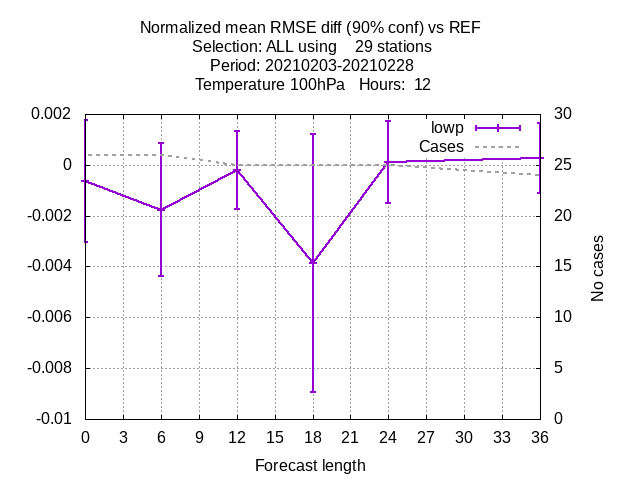 Normalized mean RMSE diff (90% conf) vs REF
Selection: ALL using    29 stations
Period: 20210203-20210228
Temperature 100hPa   Hours:  12
lowp
Cases
0.002
0
-0.002
-0.004
-0.006
-0.008
-0.01
30
25
20
15
10
5
0
No cases
0 3 6 9 12 15 18 21 24 27 30 33 36
Forecast length